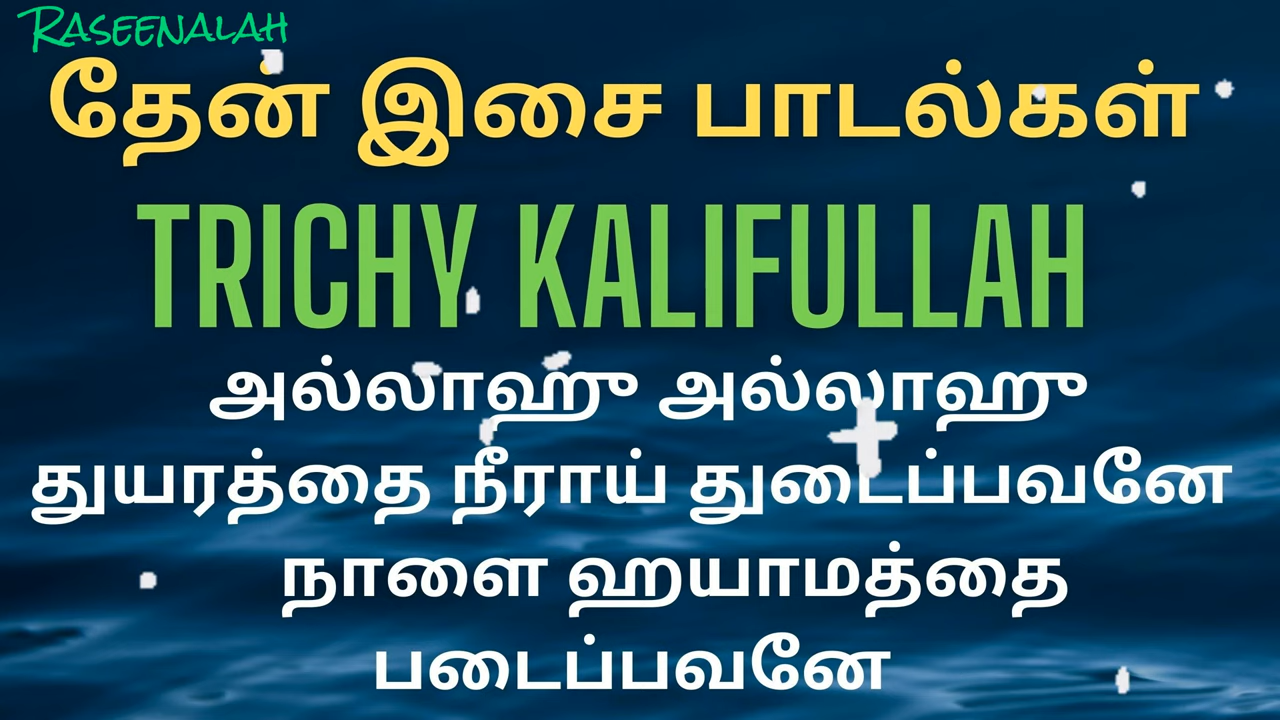 Raseenalah
தேன் இசை பாடல்கள்
TRICHY KALIFULLAH
அல்லாஹு அல்லாஹு
துயரத்தை நீராய் துடைப்பவனே
நாளை ஹயாமத்தை
படைப்பவனே